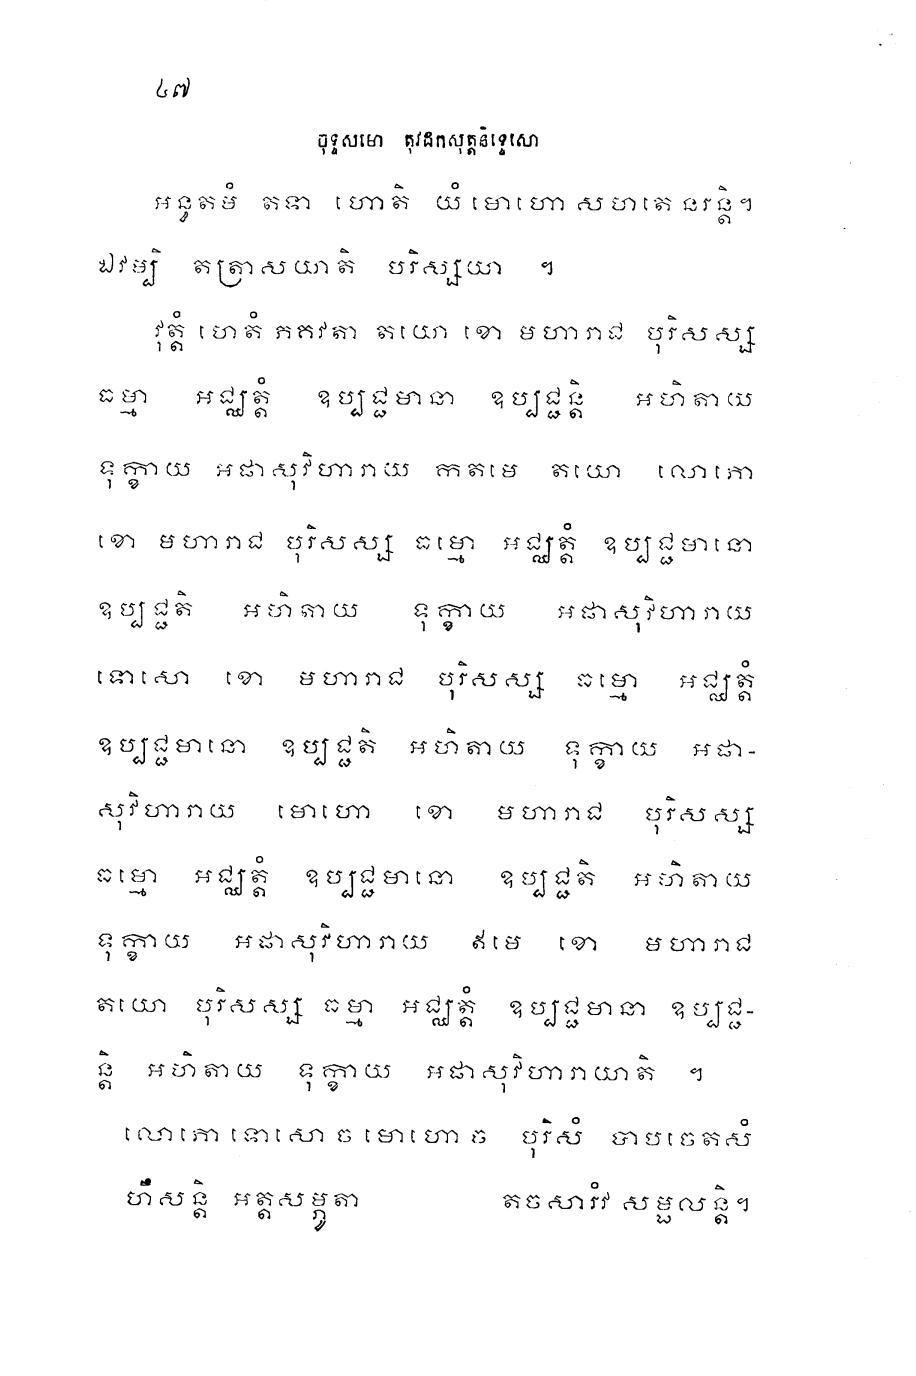 ៤៧
ចុទ្ទសមោ តុវដកសុត្តនិទ្ទេសោ
អន្ធតមំ តទា ហោតិ យំ មោហោ សហតេ នរន្តិ។
ឯវម្បិ តត្រាសយាតិ បរិស្សយា ។
វុត្តំ ហេតំ ភគវតា តយោ ខោ មហារាជ បុរិសស្ស
ធម្មា អជ្ឈត្តំ ឧប្បជ្ជមានា ឧប្បជ្ជន្តិ អហិតាយ
ទុក្ខាយ អផាសុវិហារាយ កតមេ តយោ លោភោ
ខោ មហារាជ បុរិសស្ស ធម្មោ អជ្ឈត្តំ ឧប្បជ្ជមានោ
ឧប្បជ្ជតិ អហិតាយ ទុក្ខាយ អផាសុវិហារាយ
ទោសោ ខោ មហារាជ បុរិសស្ស ធម្មោ អជ្ឈត្តំ
ឧប្បជ្ជមានោ ឧប្បជ្ជតិ អហិតាយ ទុក្ខាយ អផា-
សុវិហារាយ មោហោ ខោ មហារាជ បុរិសស្ស
ធម្មោ អជ្ឈត្តំ ឧប្បជ្ជមានោ ឧប្បជ្ជតិ អហិតាយ
ទុក្ខាយ អផាសុវិហារាយ ឥមេ ខោ មហារាជ
តយោ បុរិសស្ស ធម្មា អជ្ឈត្តំ ឧប្បជ្ជមានា ឧប្បជ្ជ-
ន្តិ អហិតាយ ទុក្ខាយ អផាសុវិហារាយាតិ ។
លោភោ ទោសោ ច មោហោ ច បុរិសំ បាបចេតសំ
ហឹសន្តិ អត្តសម្ភូតា តចសារំវ សម្ផលន្តិ។